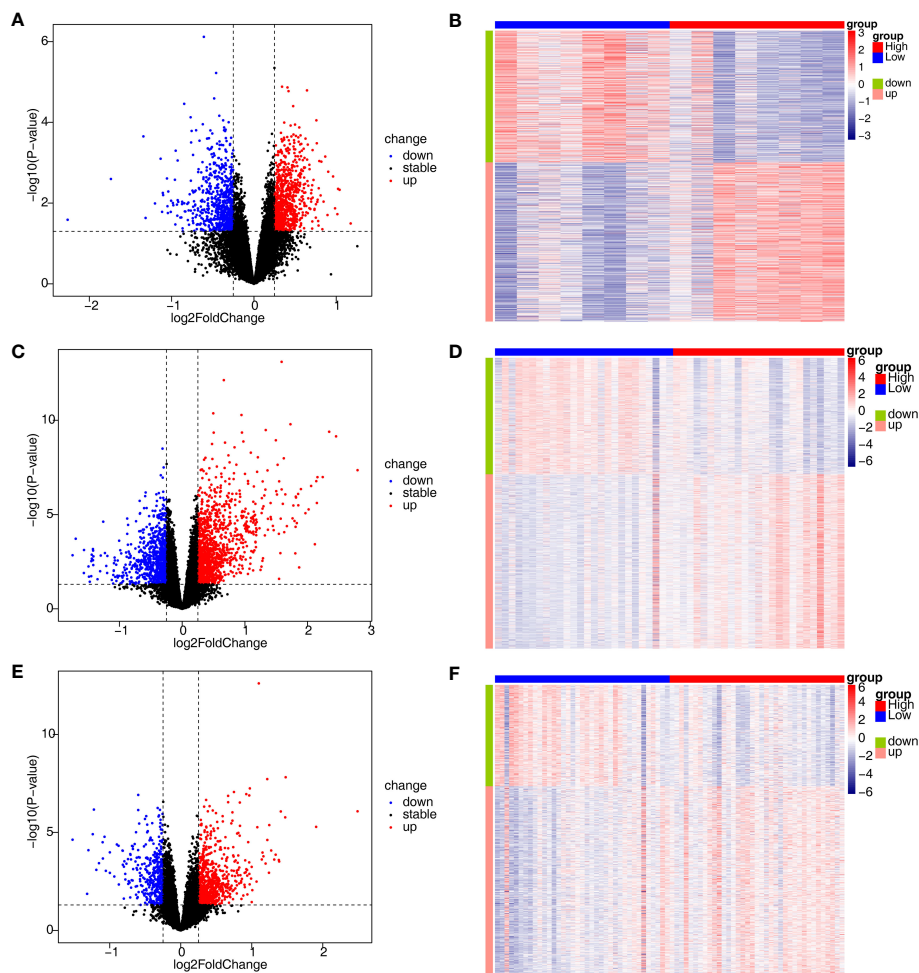 A
6
4
2
0
−log10(P−value)
−2
−1
0
1
log2FoldChange
change
down
stable
up
B
group
3
2
1
0
−1
−2
−3
group
High
Low
down
up
C
10
5
0
−log10(P−value)
−1
0
1
2
3
log2FoldChange
change
down
stable
up
D
group
6
4
2
0
−2
−4
−6
group
High
Low
down
up
E
10
5
0
−log10(P−value)
−1
0
1
2
log2FoldChange
change
down
stable
up
F
group
6
4
2
0
−2
−4
−6
group
High
Low
down
up